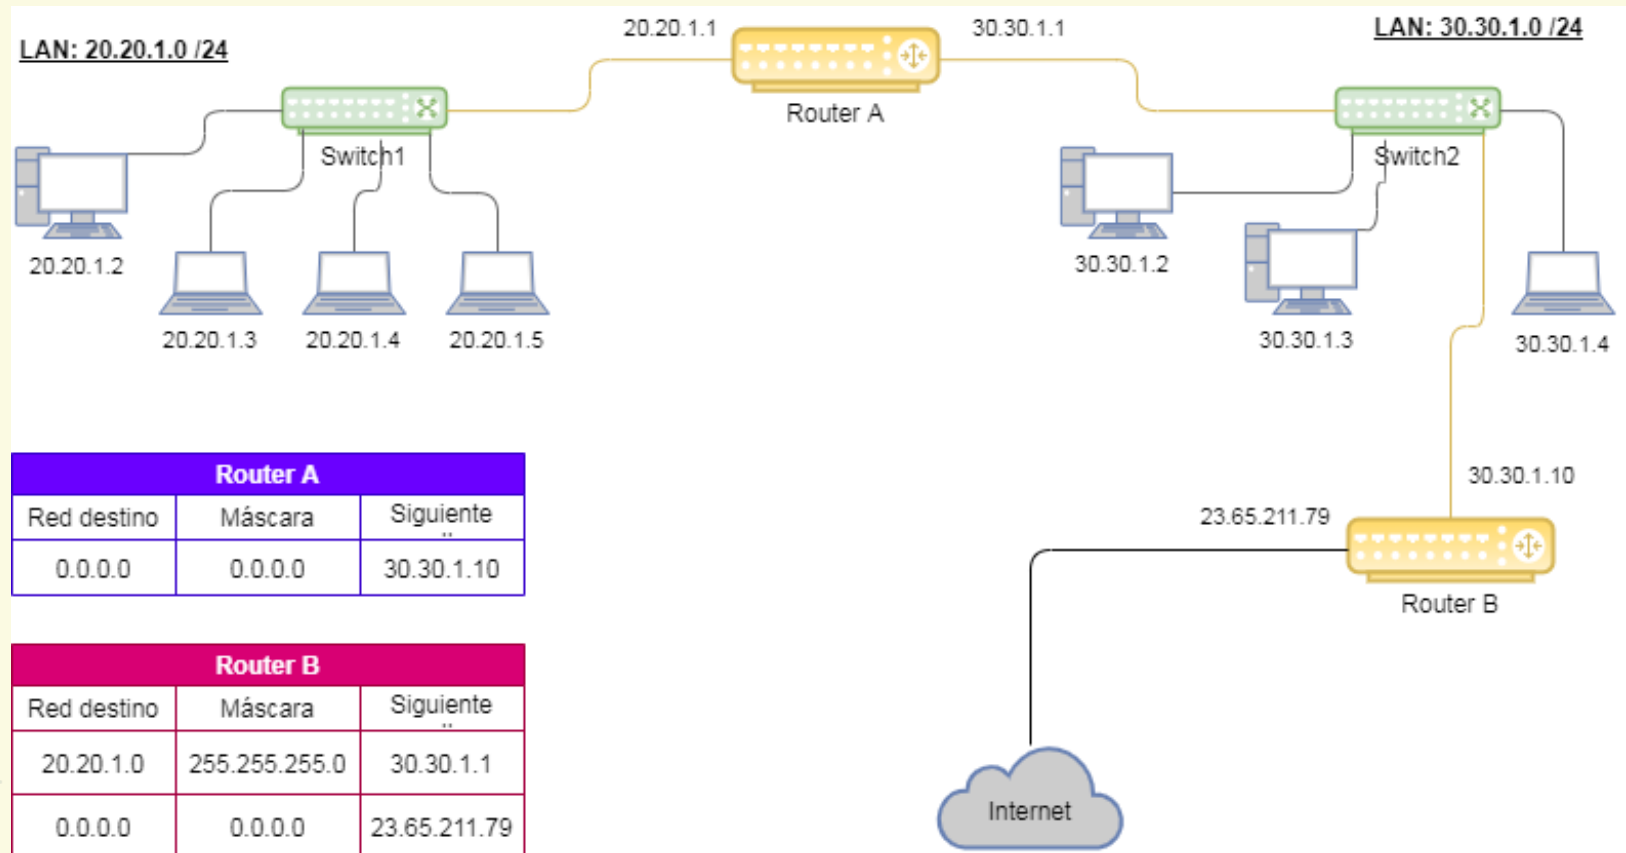 LAN: 20.20.1.0 /24
20.20.1.1
30.30.1.1
LAN: 30.30.1.0 /24
Router A
Switch1
Switch2
20.20.1.2
20.20.1.3
20.20.1.4
20.20.1.5
30.30.1.2
30.30.1.3
30.30.1.4
30.30.1.10
23.65.211.79
Router B
Internet
Router A
Red destino Máscara Siguiente
0.0.0.0 0.0.0.0 30.30.1.10
Router B
Red destino Máscara Siguiente
20.20.1.0 255.255.255.0 30.30.1.1
0.0.0.0 0.0.0.0 23.65.211.79